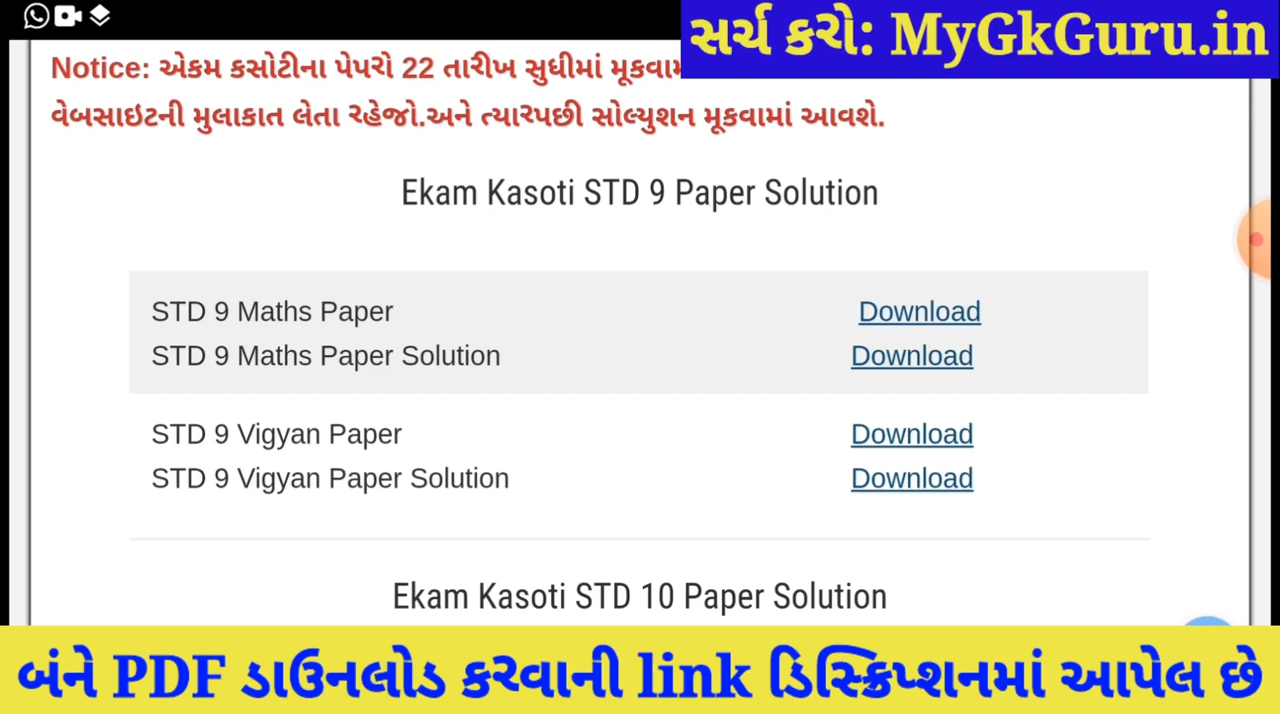 સર્ચ કરો: MyGkGuru.in
Notice: એકમ કસોટીના પેપરો 22 તારીખ સુધીમાં
વેબસાઇટની મુલાકાત લેતા રહેજો.અને ત્યારપછી સોલ્યુશન મૂકવામાં આવશે.
Ekam Kasoti STD 9 Paper Solution
STD 9 Maths Paper Download
STD 9 Maths Paper Solution Download
STD 9 Vigyan Paper Download
STD 9 Vigyan Paper Solution Download
Ekam Kasoti STD 10 Paper Solution
બંને PDF ડાઉનલોડ કરવાની link ડિસ્ક્રિપ્શનમાં આપેલ છે